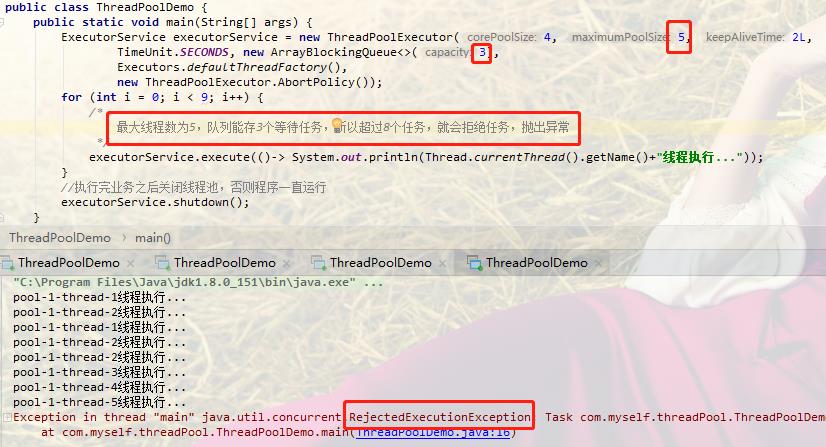 public class ThreadPoolDemo {
public static void main(String[] args) {
ExecutorService executorService = new ThreadPoolExecutor( corePoolSize: 4, maximumPoolSize: 5, keepAliveTime: 2L,
TimeUnit.SECONDS, new ArrayBlockingQueue<>( capacity: 3),
Executors.defaultThreadFactory(),
new ThreadPoolExecutor.AbortPolicy());
for (int i = 0; i < 9; i++) {
/*
最大线程数为5，队列能存3个等待任务，所以超过8个任务，就会拒绝任务，抛出异常
*/
executorService.execute(()-> System.out.println(Thread.currentThread().getName()+"线程执行..."));
}
//执行完业务之后关闭线程池，否则程序一直运行
executorService.shutdown();
}
ThreadPoolDemo › main()
ThreadPoolDemo × ThreadPoolDemo × ThreadPoolDemo × ThreadPoolDemo ×
"C:\Program Files\Java\jdk1.8.0_151\bin\java.exe" ...
pool-1-thread-1线程执行...
pool-1-thread-2线程执行...
pool-1-thread-1线程执行...
pool-1-thread-2线程执行...
pool-1-thread-2线程执行...
pool-1-thread-3线程执行...
pool-1-thread-4线程执行...
pool-1-thread-5线程执行...
Exception in thread "main" java.util.concurrent.RejectedExecutionException: Task com.myself.threadPool.ThreadPoolDem
at com.myself.threadPool.ThreadPoolDemo.main(ThreadPoolDemo.java:16)